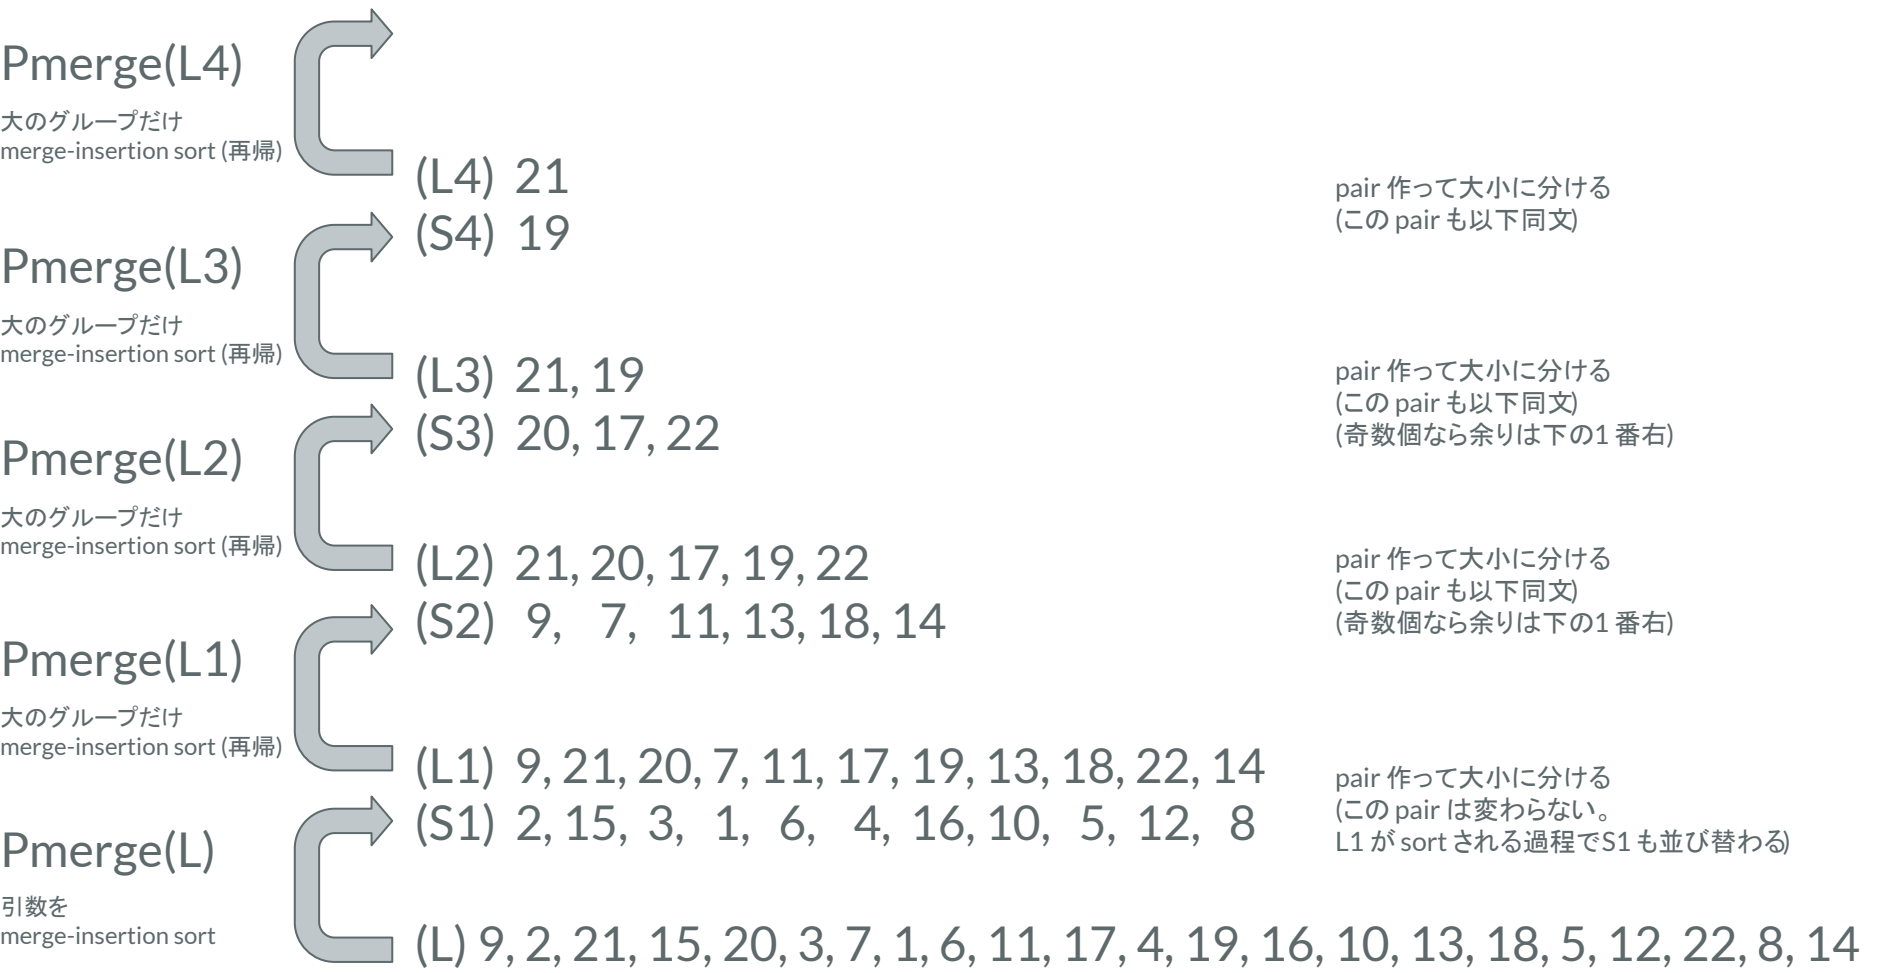 Pmerge(L4)
大のグループだけ
merge-insertion sort (再帰)
(L4) 21
(S4) 19
pair 作って大小に分ける
(この pair も以下同文)
Pmerge(L3)
大のグループだけ
merge-insertion sort (再帰)
(L3) 21, 19
(S3) 20, 17, 22
pair 作って大小に分ける
(この pair も以下同文)
(奇数個なら余りは下の1 番右)
Pmerge(L2)
大のグループだけ
merge-insertion sort (再帰)
(L2) 21, 20, 17, 19, 22
(S2) 9, 7, 11, 13, 18, 14
pair 作って大小に分ける
(この pair も以下同文)
(奇数個なら余りは下の1 番右)
Pmerge(L1)
大のグループだけ
merge-insertion sort (再帰)
(L1) 9, 21, 20, 7, 11, 17, 19, 13, 18, 22, 14
(S1) 2, 15, 3, 1, 6, 4, 16, 10, 5, 12, 8
pair 作って大小に分ける
(この pair は変わらない。
L1 が sort される過程でS1 も並び替わる)
Pmerge(L)
引数を
merge-insertion sort
(L) 9, 2, 21, 15, 20, 3, 7, 1, 6, 11, 17, 4, 19, 16, 10, 13, 18, 5, 12, 22, 8, 14